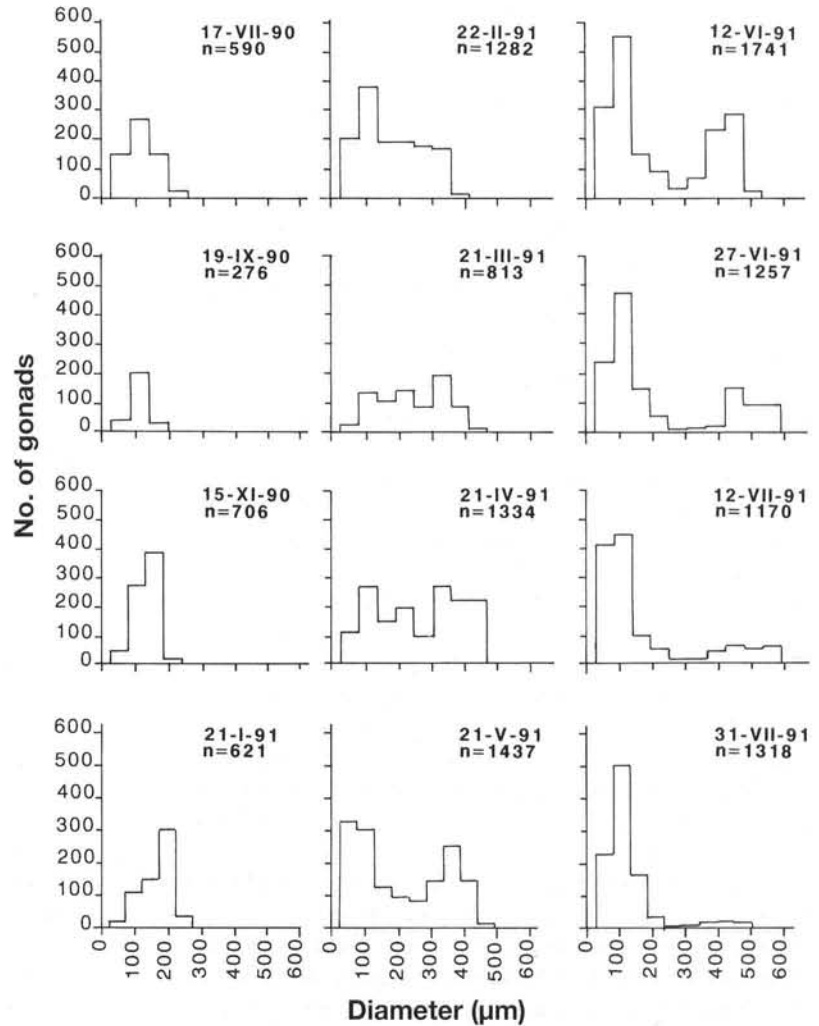 No. of gonads
600
500
400
300
200
100
0
17-VII-90
n=590
22-II-91
n=1282
12-VI-91
n=1741
600
500
400
300
200
100
0
19-IX-90
n=276
21-III-91
n=813
27-VI-91
n=1257
600
500
400
300
200
100
0
15-XI-90
n=706
21-IV-91
n=1334
12-VII-91
n=1170
600
500
400
300
200
100
0
21-I-91
n=621
21-V-91
n=1437
31-VII-91
n=1318
0 100 200 300 400 500 600
0 100 200 300 400 500 600
0 100 200 300 400 500 600
Diameter (µm)